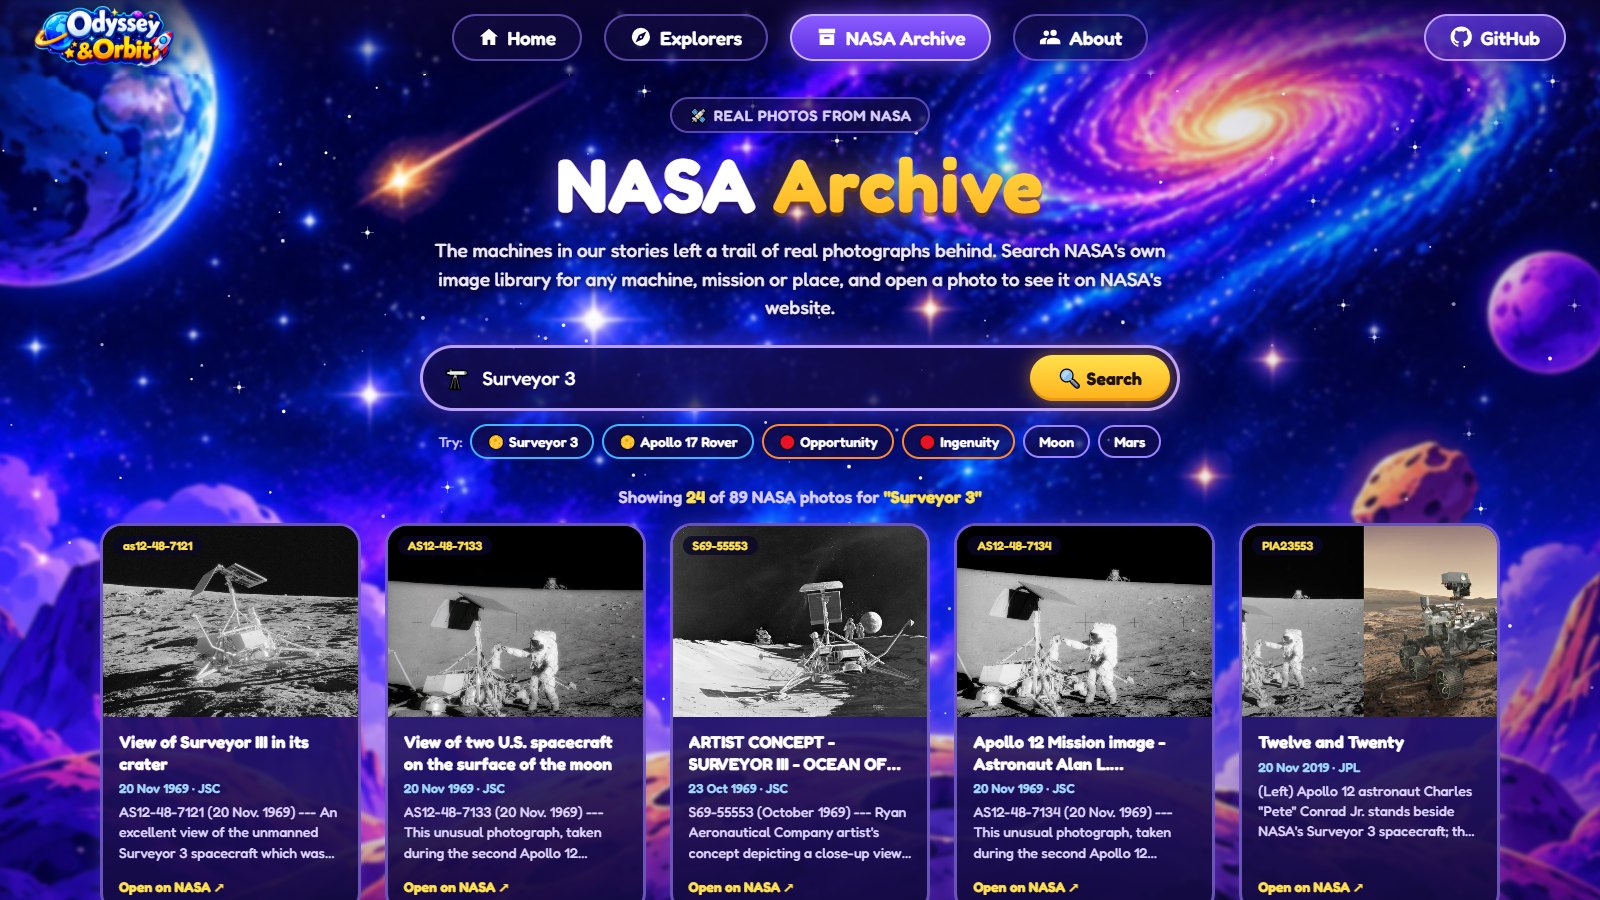 Odyssey
&Orbit
Home
Explorers
NASA Archive
About
GitHub
REAL PHOTOS FROM NASA
NASA Archive
The machines in our stories left a trail of real photographs behind. Search NASA's own
image library for any machine, mission or place, and open a photo to see it on NASA's
website.
Surveyor 3
Search
Try:
Surveyor 3
Apollo 17 Rover
Opportunity
Ingenuity
Moon
Mars
Showing 24 of 89 NASA photos for "Surveyor 3"
as12-48-7121
View of Surveyor III in its
crater
20 Nov 1969 · JSC
AS12-48-7121 (20 Nov. 1969) --- An
excellent view of the unmanned
Surveyor 3 spacecraft which was...
Open on NASA ↗
AS12-48-7133
View of two U.S. spacecraft
on the surface of the moon
20 Nov 1969 · JSC
AS12-48-7133 (20 Nov. 1969) ---
This unusual photograph, taken
during the second Apollo 12...
Open on NASA ↗
S69-55553
ARTIST CONCEPT -
SURVEYOR III - OCEAN OF...
23 Oct 1969 · JSC
S69-55553 (October 1969) --- Ryan
Aeronautical Company artist's
concept depicting a close-up view...
Open on NASA ↗
AS12-48-7134
Apollo 12 Mission image -
Astronaut Alan L....
20 Nov 1969 · JSC
AS12-48-7134 (20 Nov. 1969) ---
This unusual photograph, taken
during the second Apollo 12...
Open on NASA ↗
PIA23553
Twelve and Twenty
20 Nov 2019 · JPL
(Left) Apollo 12 astronaut Charles
"Pete" Conrad Jr. stands beside
NASA's Surveyor 3 spacecraft; th...
Open on NASA ↗